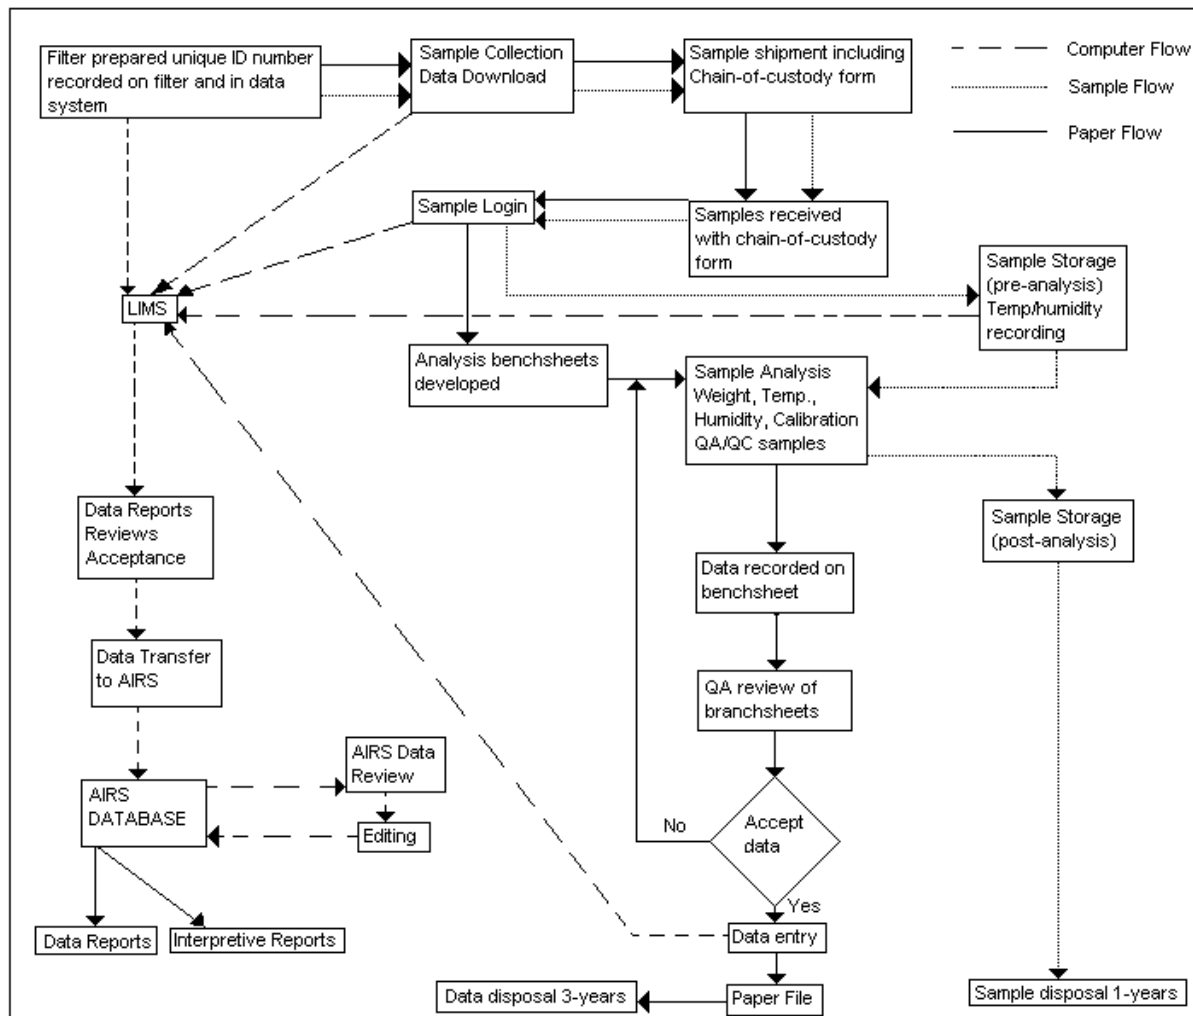 Filter prepared unique ID number
recorded on filter and in data
system
Sample Collection
Data Download
Sample shipment including
Chain-of-custody form
Computer Flow
Sample Flow
Paper Flow
Sample Login
Samples received
with chain-of-custody
form
Sample Storage
(pre-analysis)
Temp/humidity
recording
LIMS
Analysis benchsheets
developed
Sample Analysis
Weight, Temp.,
Humidity, Calibration
QA/QC samples
Data Reports
Reviews
Acceptance
Sample Storage
(post-analysis)
Data recorded on
benchsheet
Data Transfer
to AIRS
QA review of
branchsheets
AIRS Data
Review
AIRS
DATABASE
Editing
No
Accept
data
Yes
Data Reports
Interpretive Reports
Data entry
Data disposal 3-years
Paper File
Sample disposal 1-years